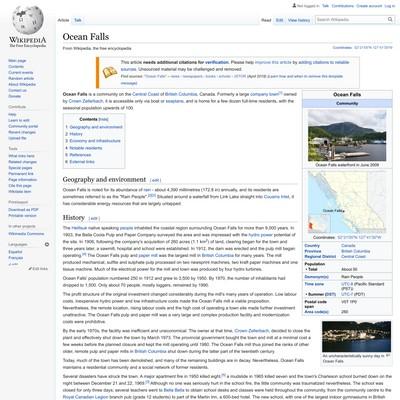 Not logged in Talk Contributions Create account Log in
Article Talk
Read Edit View history
Search Wikipedia
WIKIPEDIA
The Free Encyclopedia
Main page
Contents
Current events
Random article
About Wikipedia
Contact us
Donate
Contribute
Help
Learn to edit
Community portal
Recent changes
Upload file
Tools
What links here
Related changes
Special pages
Permanent link
Page information
Cite this page
Wikidata item
Print/export
Download as PDF
Printable version
In other projects
Wikimedia Commons
Languages
Español
Français
Edit links
Ocean Falls
From Wikipedia, the free encyclopedia
This article needs additional citations for verification. Please help improve this article by adding citations to reliable
sources. Unsourced material may be challenged and removed.
Find sources: "Ocean Falls" – news · newspapers · books · scholar · JSTOR (April 2019) (Learn how and when to remove this template
message)
Ocean Falls is a community on the Central Coast of British Columbia, Canada. Formerly a large company town owned
by Crown Zellerbach, it is accessible only via boat or seaplane, and is home for a few dozen full-time residents, with the
seasonal population upwards of 100.
Contents [hide]
1 Geography and environment
2 History
3 Economy and infrastructure
4 Notable residents
5 References
6 External links
Geography and environment [ edit ]
Ocean Falls is noted for its abundance of rain - about 4,390 millimetres (172.8 in) annually, and its residents are
sometimes referred to as the "Rain People". Situated around a waterfall from Link Lake straight into Cousins Inlet, it
has considerable energy resources that are largely untapped.
History [ edit ]
The Heiltsuk native speaking people inhabited the coastal region surrounding Ocean Falls for more than 9,000 years. In
1903, the Bella Coola Pulp and Paper Company surveyed the area and was impressed with the hydro power potential of
the site. In 1906, following the company's acquisition of 260 acres (1.1 km²) of land, clearing began for the town and
three years later, a sawmill, hospital and school were established. In 1912, the dam was erected and the pulp mill began
operating. The Ocean Falls pulp and paper mill was the largest mill in British Columbia for many years. The mill
produced mechanical, sulfite and sulphate pulp processes on two newsprint machines, two kraft paper machines and one
tissue machine. Much of the electrical power for the mill and town was produced by four hydro turbines.
Ocean Falls' population numbered 250 in 1912 and grew to 3,500 by 1950. By 1970, the number of inhabitants had
dropped to 1,500. Only about 70 people, mostly loggers, remained by 1990.
The profit structure of the original investment changed considerably during the mill's many years of operation. Low labour
costs, inexpensive hydro power and low infrastructure costs made the Ocean Falls mill a viable proposition.
Nevertheless, the remote location, rising labour costs and the high cost of operating a town site made further investment
unattractive. The Ocean Falls pulp and paper mill was a very large and complex production facility and modernization
costs were prohibitive.
By the early 1970s, the facility was inefficient and uneconomical. The owner at that time, Crown Zellerbach, decided to close the
plant and effectively shut down the town by March 1973. The provincial government bought the town and mill at a nominal cost a
few weeks before the planned closure and kept the mill operating until 1980. The Ocean Falls mill thus joined the ranks of other
older, remote pulp and paper mills in British Columbia and shut down during the latter part of the twentieth century.
Today, much of the town has been demolished, and many of the remaining buildings are in decay. Nevertheless, Ocean Falls
maintains a residential community and a social network of former residents.
Several disasters have struck the town. A major apartment fire in 1950 killed eight, a mudslide in 1965 killed seven and the town's Charleson school burned down on the
night between December 21 and 22, 1969. Although no one was seriously hurt in the school fire, the little community was traumatized nevertheless. The school was
closed for only three days; several teachers went to Bella Bella to obtain school desks and classes were held throughout the community, from the community centre to the
Royal Canadian Legion branch pub (grade 12 students) to part of the Martin Inn, a 600-bed hotel. The new school, with one of the largest indoor gymnasiums in British
Coordinates: 52°21′15″N 127°41′39″W
Ocean Falls
Community
Ocean Falls waterfront in June 2009
Ocean Falls
Country Canada
Province British Columbia
Regional District Central Coast
Population
• Total About 50
Demonym(s) Rain People
Time zone UTC-8 (Pacific Standard
(PST))
• Summer (DST) UTC-7 (PDT)
Postal code
span V0T 1P0
Area code(s) 250
An uncharacteristically sunny day in
Ocean Falls